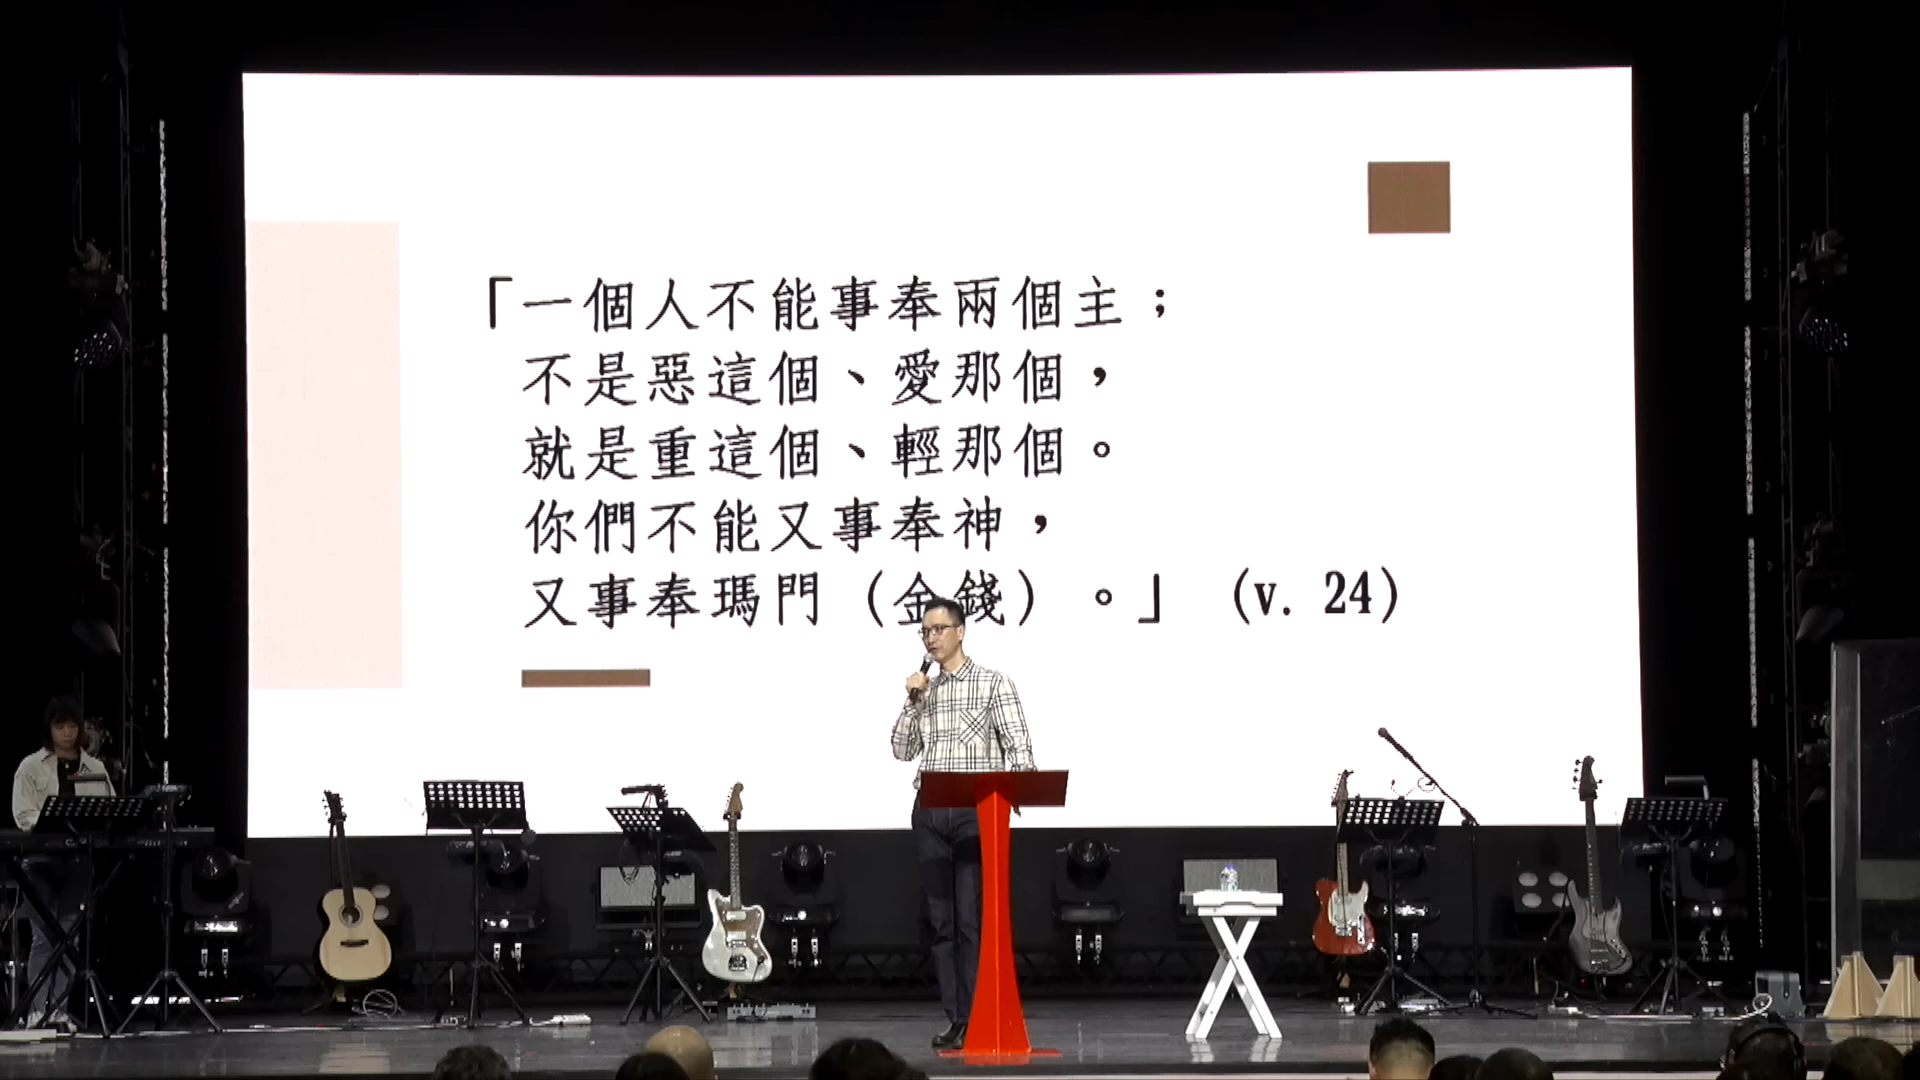 「一個人不能事奉兩個主；
不是惡這個、愛那個，
就是重這個、輕那個。
你們不能又事奉神，
又事奉瑪門（金錢）。」（v. 24）